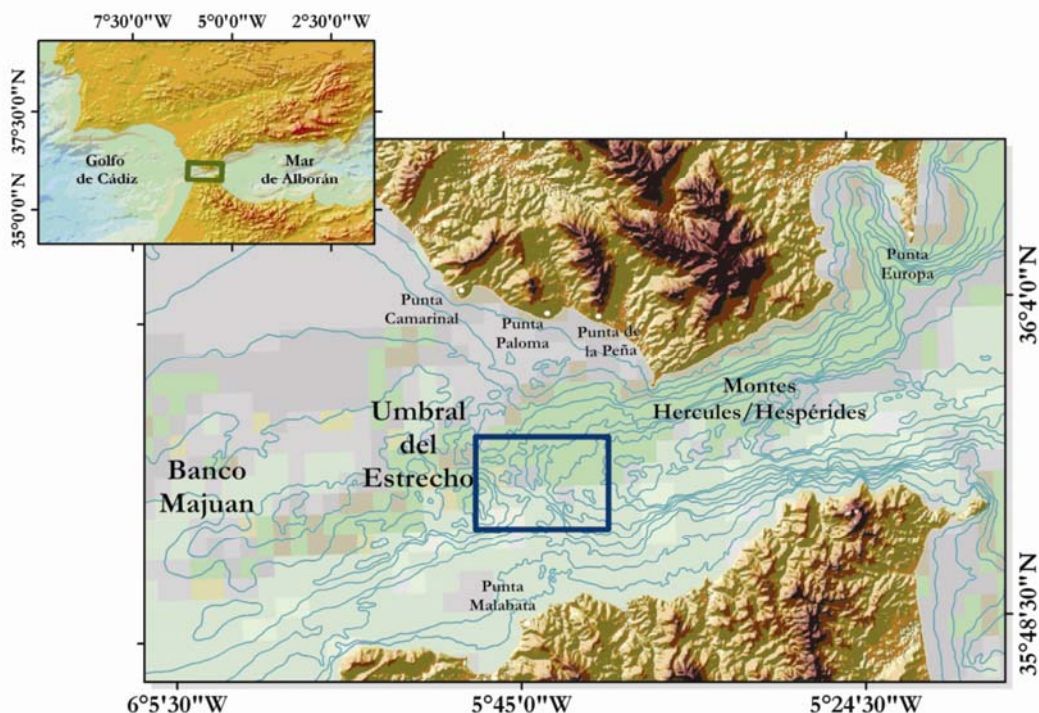 7°30'0"W
5°0'0"W
2°30'0"W
37°30'0"N
35°0'0"N
Golfo
de Cádiz
Mar
de Alborán
Punta
Europa
36°4'0"N
Punta
Camarinal
Punta
Paloma
Punta de
la Peña
Montes
Hercules/Hespérides
Umbral
del
Estrecho
Banco
Majuan
Punta
Malabata
35°48'30"N
6°5'30"W
5°45'0"W
5°24'30"W